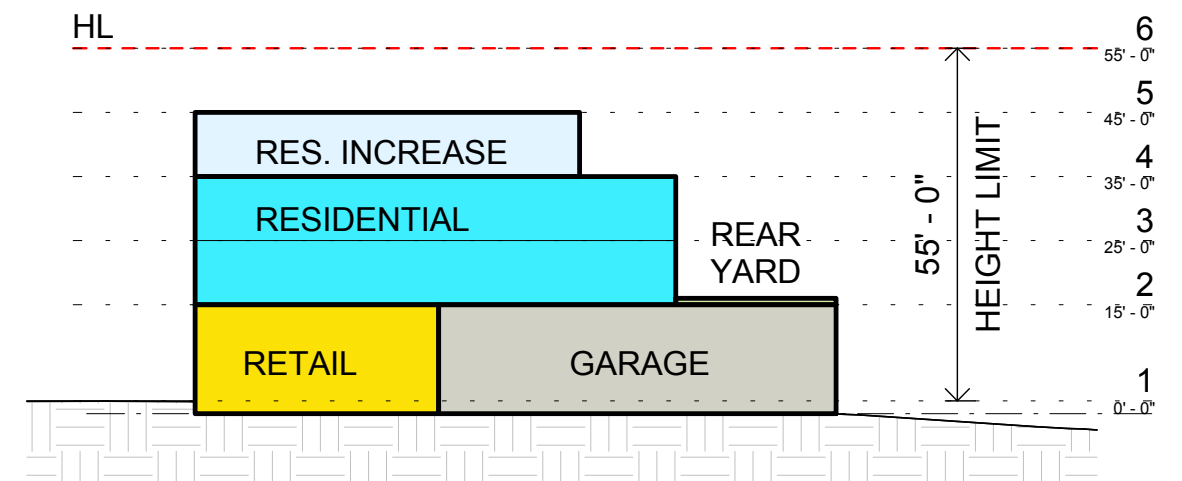 HL
6
55' - 0"
5
45' - 0"
RES. INCREASE
4
35' - 0"
RESIDENTIAL
3
25' - 0"
REAR
YARD
2
15' - 0"
55' - 0"
HEIGHT LIMIT
RETAIL
GARAGE
1
0' - 0"